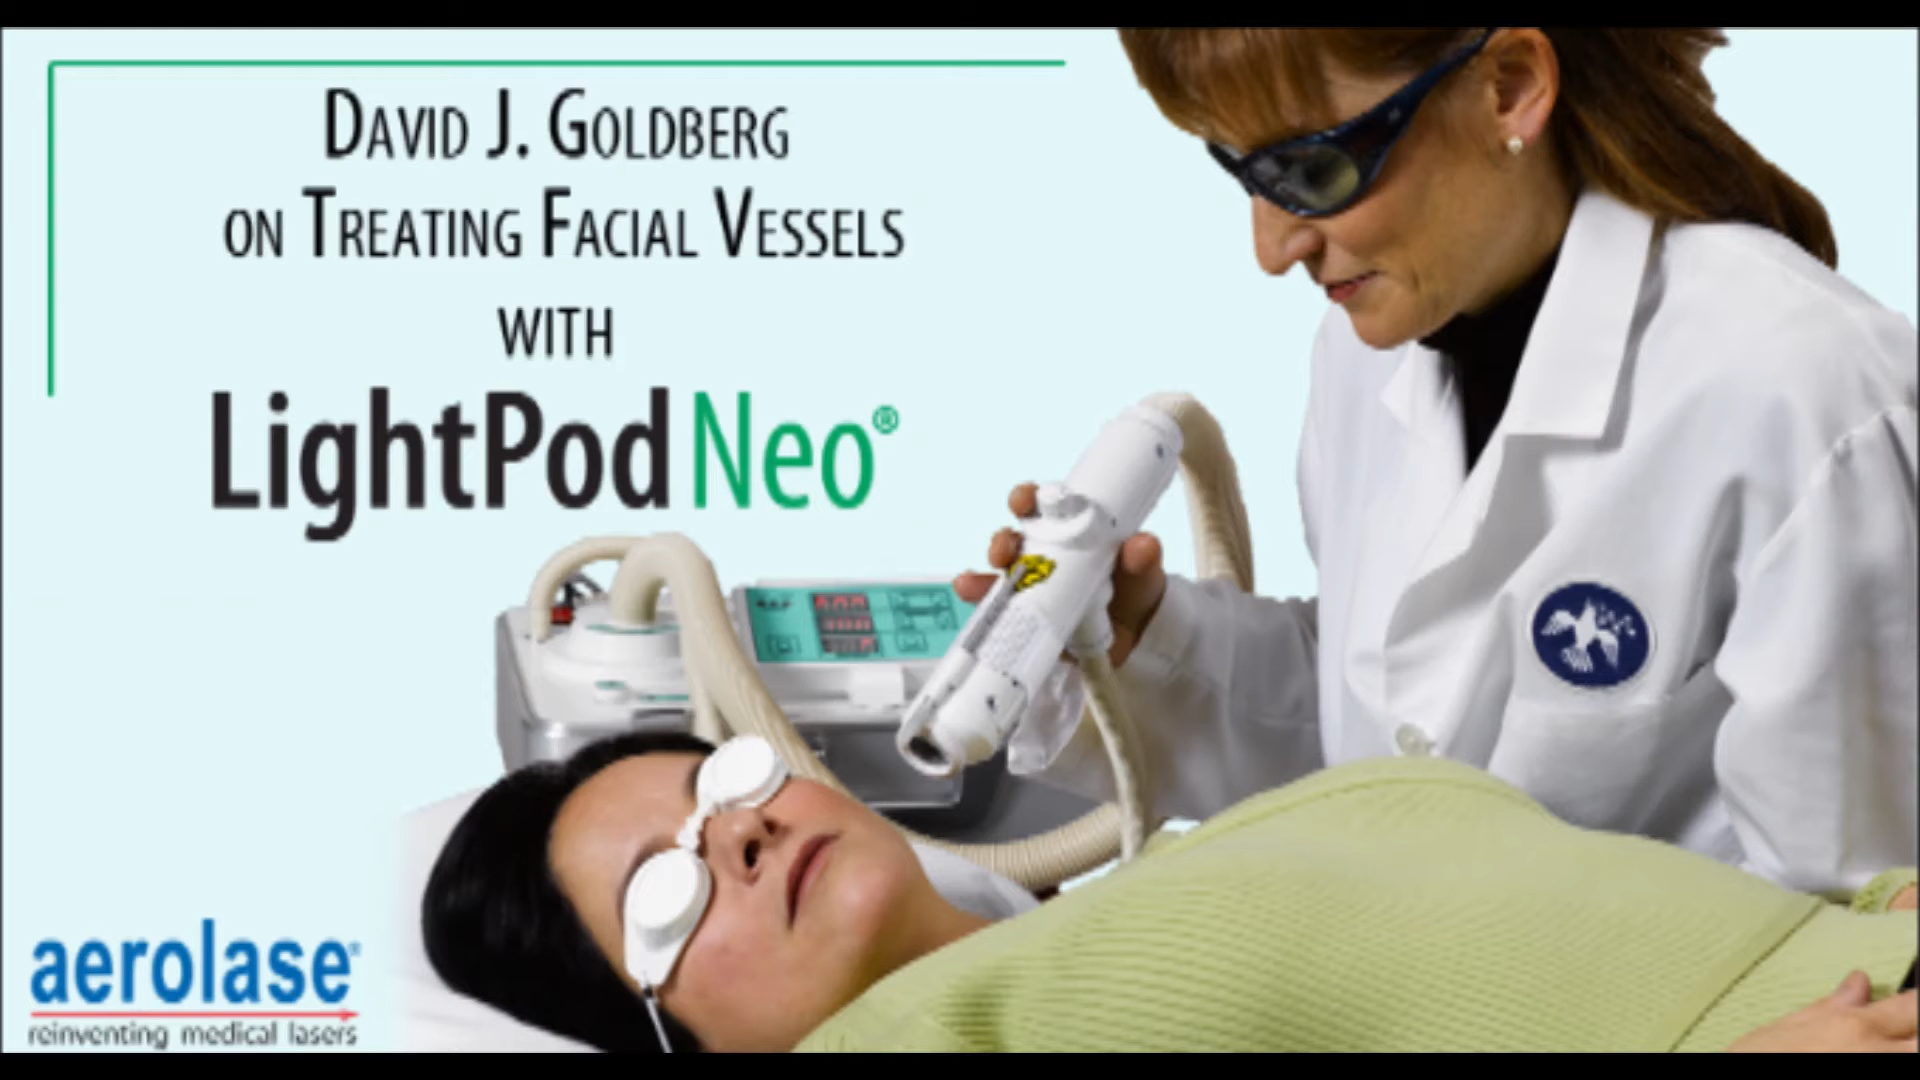 David J. Goldberg
on Treating Facial Vessels
with
LightPod Neo®
aerolase®
reinventing medical lasers